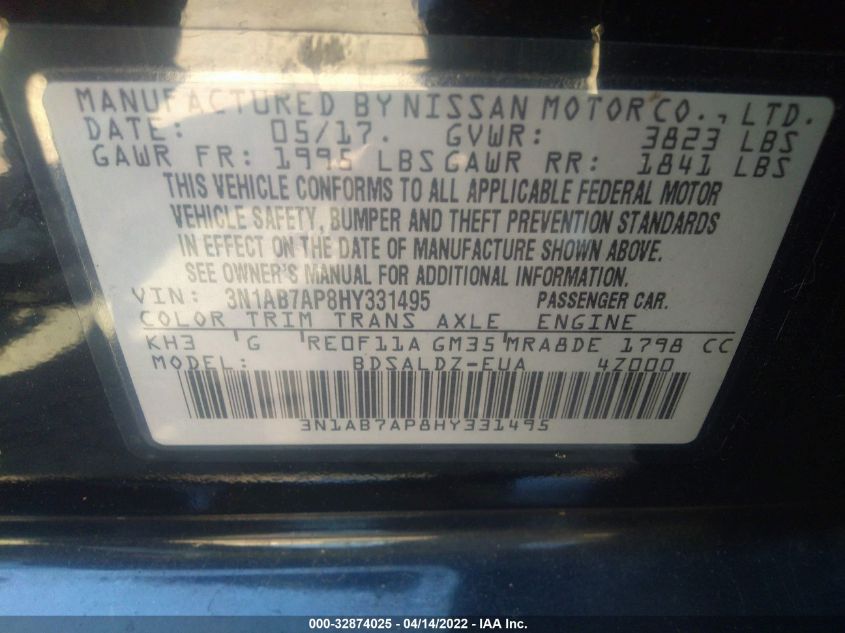 MANUFACTURED BY NISSAN MOTOR CO., LTD.
DATE: 05/17. GVWR: 3823 LBS
GAWR FR: 1995 LBS GAWR RR: 1841 LBS
THIS VEHICLE CONFORMS TO ALL APPLICABLE FEDERAL MOTOR
VEHICLE SAFETY, BUMPER AND THEFT PREVENTION STANDARDS
IN EFFECT ON THE DATE OF MANUFACTURE SHOWN ABOVE.
SEE OWNER'S MANUAL FOR ADDITIONAL INFORMATION.
VIN: 3N1AB7AP8HY331495 PASSENGER CAR.
COLOR TRIM TRANS AXLE ENGINE
KH3 'G 'RE0F11A GM35'MRA8DE 1798 CC
MODEL: BDSALDZ-EUA 4Z000
3N1AB7AP8HY331495
000-32874025 - 04/14/2022 - IAA Inc.